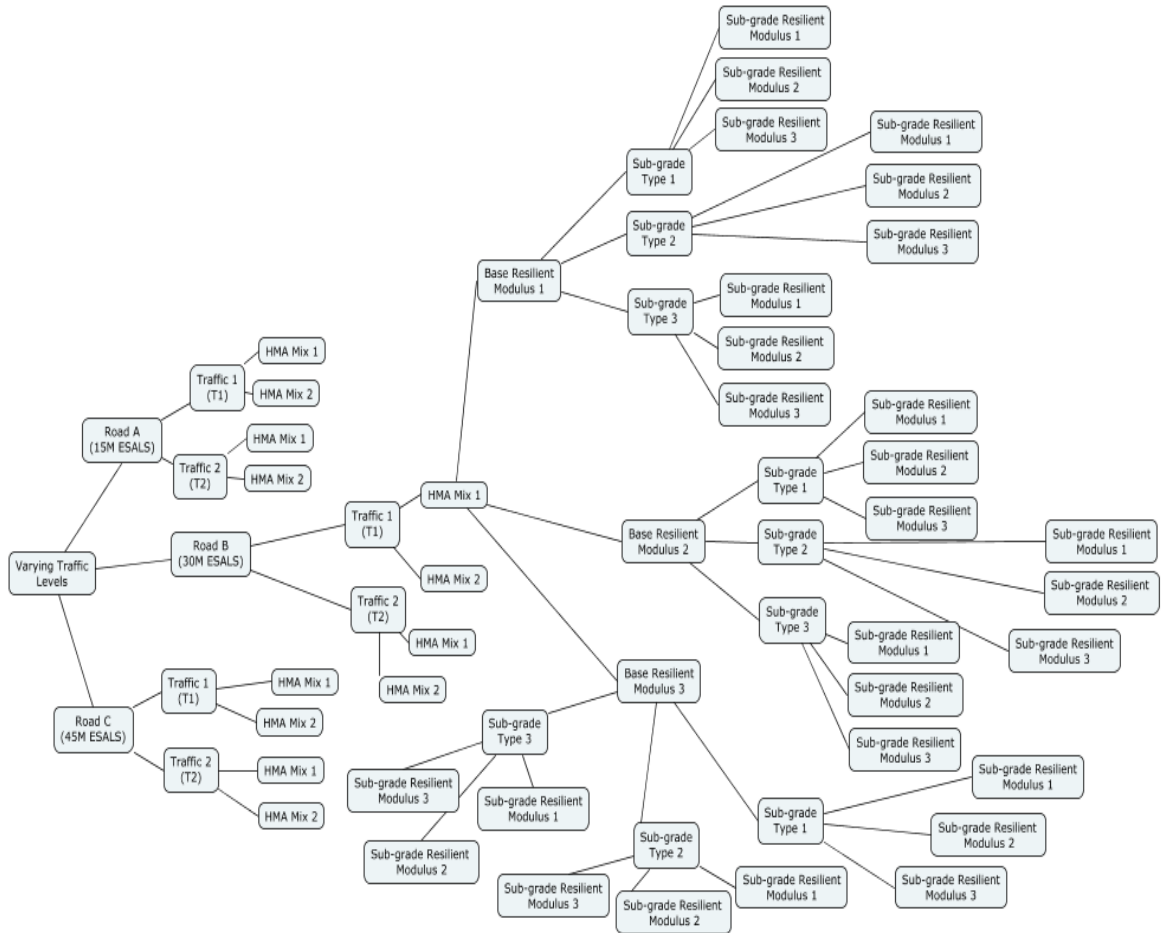 Varying Traffic
Levels
Road A
(15M ESALS)
Traffic 1
(T1)
HMA Mix 1
HMA Mix 2
Traffic 2
(T2)
HMA Mix 1
HMA Mix 2
Road B
(30M ESALS)
Traffic 1
(T1)
HMA Mix 1
HMA Mix 2
Traffic 2
(T2)
HMA Mix 1
HMA Mix 2
Road C
(45M ESALS)
Traffic 1
(T1)
HMA Mix 1
HMA Mix 2
Traffic 2
(T2)
HMA Mix 1
HMA Mix 2
Base Resilient
Modulus 1
Sub-grade
Type 1
Sub-grade Resilient
Modulus 1
Sub-grade Resilient
Modulus 2
Sub-grade Resilient
Modulus 3
Sub-grade
Type 2
Sub-grade Resilient
Modulus 1
Sub-grade Resilient
Modulus 2
Sub-grade Resilient
Modulus 3
Sub-grade
Type 3
Sub-grade Resilient
Modulus 1
Sub-grade Resilient
Modulus 2
Sub-grade Resilient
Modulus 3
Base Resilient
Modulus 2
Sub-grade
Type 1
Sub-grade Resilient
Modulus 1
Sub-grade Resilient
Modulus 2
Sub-grade Resilient
Modulus 3
Sub-grade
Type 2
Sub-grade Resilient
Modulus 1
Sub-grade Resilient
Modulus 2
Sub-grade Resilient
Modulus 3
Sub-grade
Type 3
Sub-grade Resilient
Modulus 1
Sub-grade Resilient
Modulus 2
Sub-grade Resilient
Modulus 3
Base Resilient
Modulus 3
Sub-grade
Type 3
Sub-grade Resilient
Modulus 3
Sub-grade Resilient
Modulus 1
Sub-grade Resilient
Modulus 2
Sub-grade
Type 2
Sub-grade Resilient
Modulus 3
Sub-grade Resilient
Modulus 2
Sub-grade Resilient
Modulus 1
Sub-grade
Type 1
Sub-grade Resilient
Modulus 1
Sub-grade Resilient
Modulus 2
Sub-grade Resilient
Modulus 3